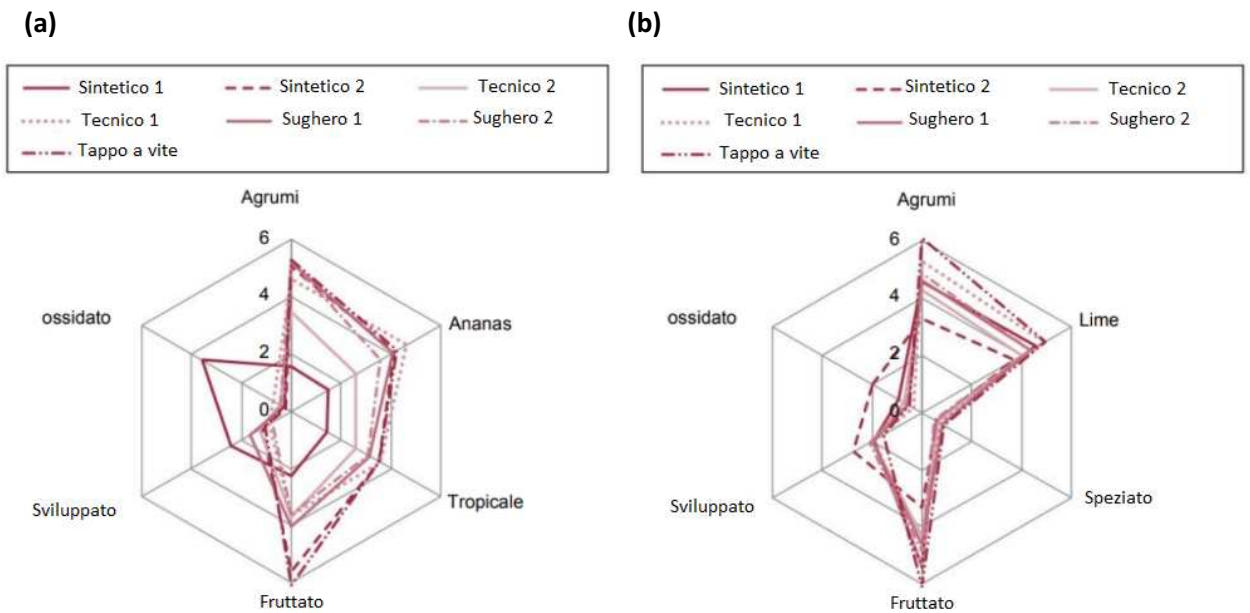 (a)
Sintetico 1 Sintetico 2 Tecnico 2
Tecnico 1 Sughero 1 Sughero 2
Tappo a vite
Agrumi
6
4
2
0
ossidato
Ananas
Sviluppato
Tropicale
Fruttato
(b)
Sintetico 1 Sintetico 2 Tecnico 2
Tecnico 1 Sughero 1 Sughero 2
Tappo a vite
Agrumi
6
4
2
0
ossidato
Lime
Sviluppato
Speziato
Fruttato